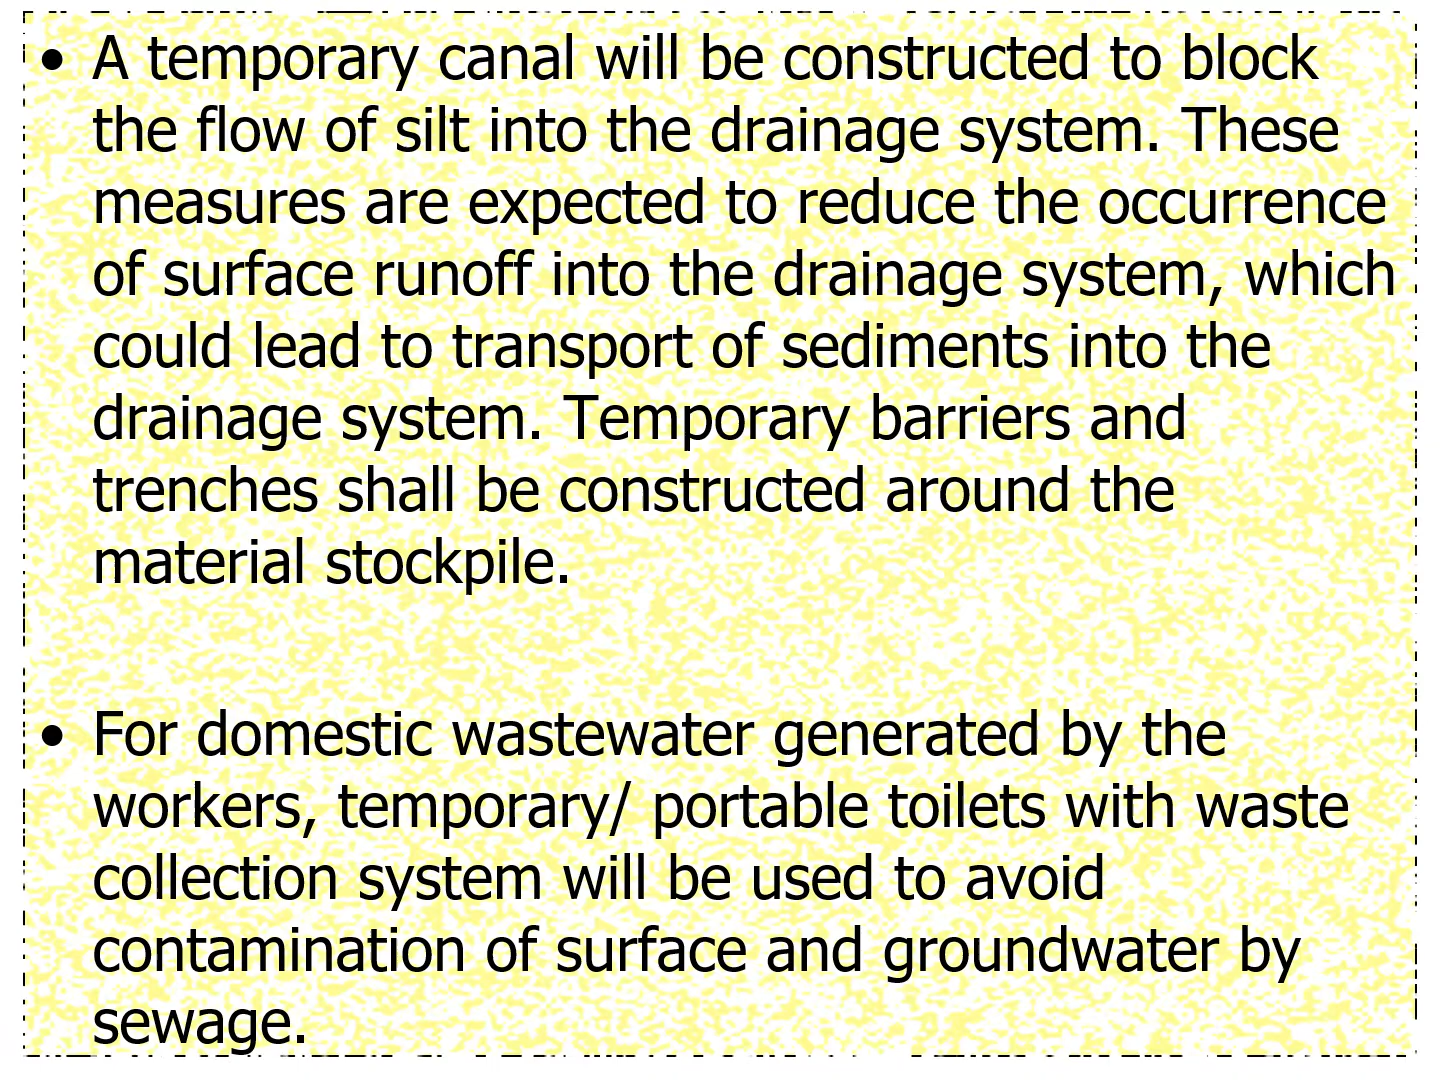 • A temporary canal will be constructed to block
the flow of silt into the drainage system. These
measures are expected to reduce the occurrence
of surface runoff into the drainage system, which
could lead to transport of sediments into the
drainage system. Temporary barriers and
trenches shall be constructed around the
material stockpile.
• For domestic wastewater generated by the
workers, temporary/ portable toilets with waste
collection system will be used to avoid
contamination of surface and groundwater by
sewage.